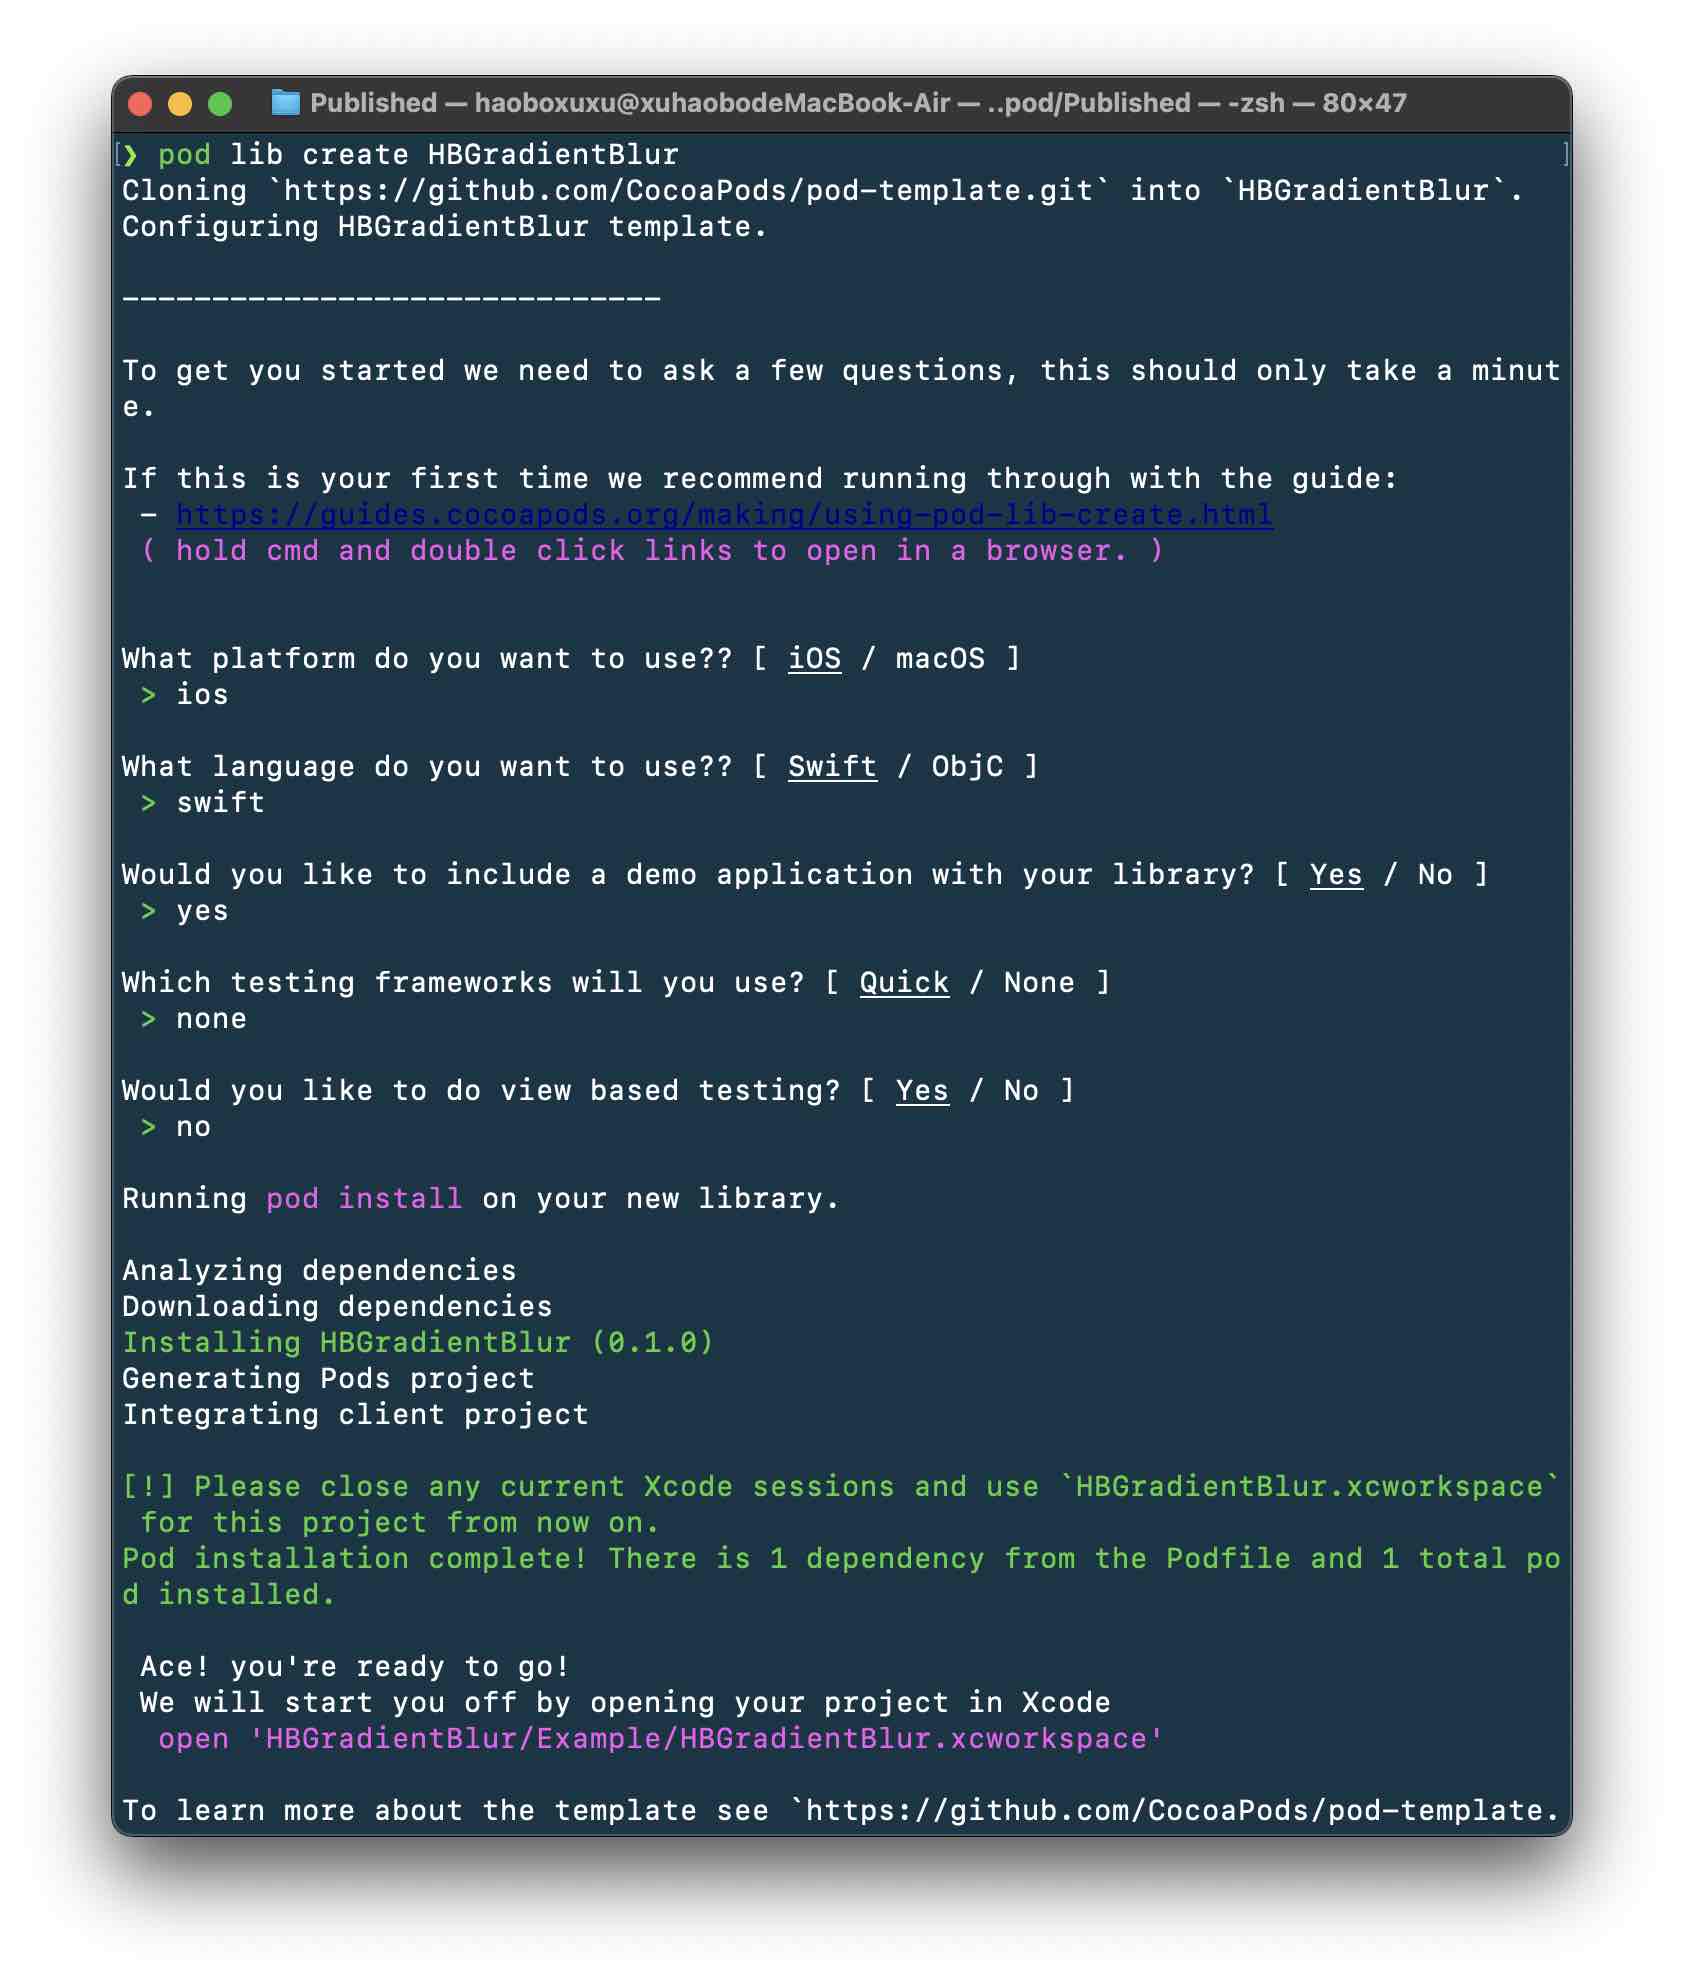 Published — haoboxuxu@xuhaobodeMacBook-Air — ..pod/Published — -zsh — 80×47
[❯ pod lib create HBGradientBlur ]
Cloning `https://github.com/CocoaPods/pod-template.git` into `HBGradientBlur`.
Configuring HBGradientBlur template.
------------------------------
To get you started we need to ask a few questions, this should only take a minut
e.
If this is your first time we recommend running through with the guide:
 - https://guides.cocoapods.org/making/using-pod-lib-create.html
 ( hold cmd and double click links to open in a browser. )
What platform do you want to use?? [ iOS / macOS ]
 > ios
What language do you want to use?? [ Swift / ObjC ]
 > swift
Would you like to include a demo application with your library? [ Yes / No ]
 > yes
Which testing frameworks will you use? [ Quick / None ]
 > none
Would you like to do view based testing? [ Yes / No ]
 > no
Running pod install on your new library.
Analyzing dependencies
Downloading dependencies
Installing HBGradientBlur (0.1.0)
Generating Pods project
Integrating client project
[!] Please close any current Xcode sessions and use `HBGradientBlur.xcworkspace`
 for this project from now on.
Pod installation complete! There is 1 dependency from the Podfile and 1 total po
d installed.
 Ace! you're ready to go!
 We will start you off by opening your project in Xcode
  open 'HBGradientBlur/Example/HBGradientBlur.xcworkspace'
To learn more about the template see `https://github.com/CocoaPods/pod-template.